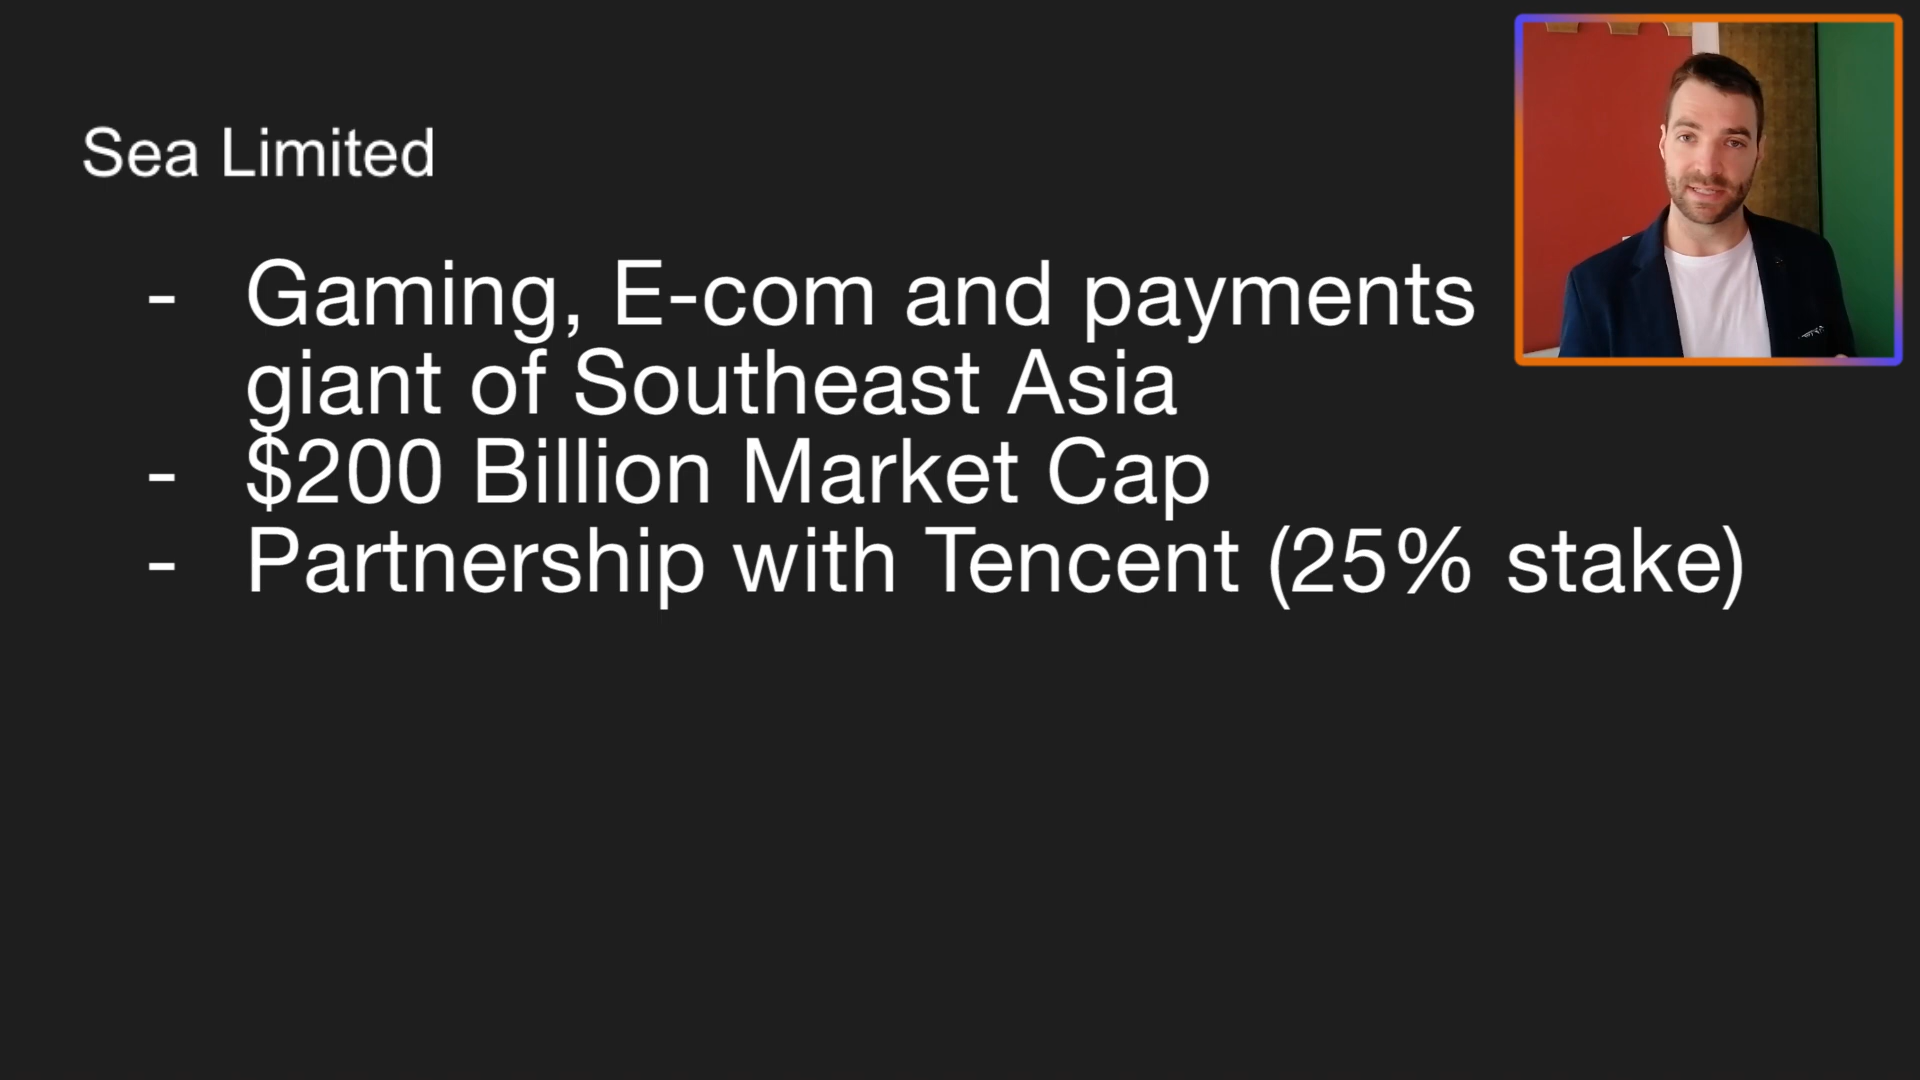 Sea Limited
- Gaming, E-com and payments
giant of Southeast Asia
- $200 Billion Market Cap
- Partnership with Tencent (25% stake)